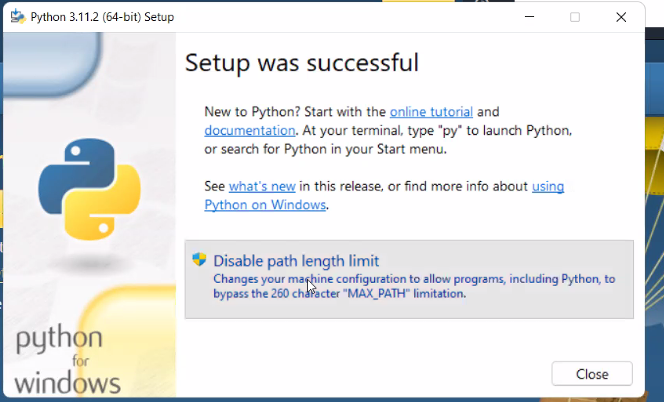 Python 3.11.2 (64-bit) Setup
Setup was successful
New to Python? Start with the online tutorial and
documentation. At your terminal, type "py" to launch Python,
or search for Python in your Start menu.
See what's new in this release, or find more info about using
Python on Windows.
Disable path length limit
Changes your machine configuration to allow programs, including Python, to
bypass the 260 character "MAX_PATH" limitation.
python
for
windows
Close